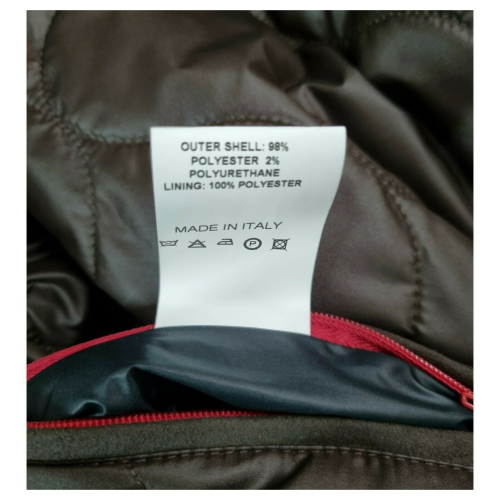 OUTER SHELL: 98%
POLYESTER 2%
POLYURETHANE
LINING: 100% POLYESTER
MADE IN ITALY
P